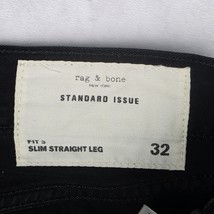 rag & bone
NEW YORK
STANDARD ISSUE
FIT 3
SLIM STRAIGHT LEG 32